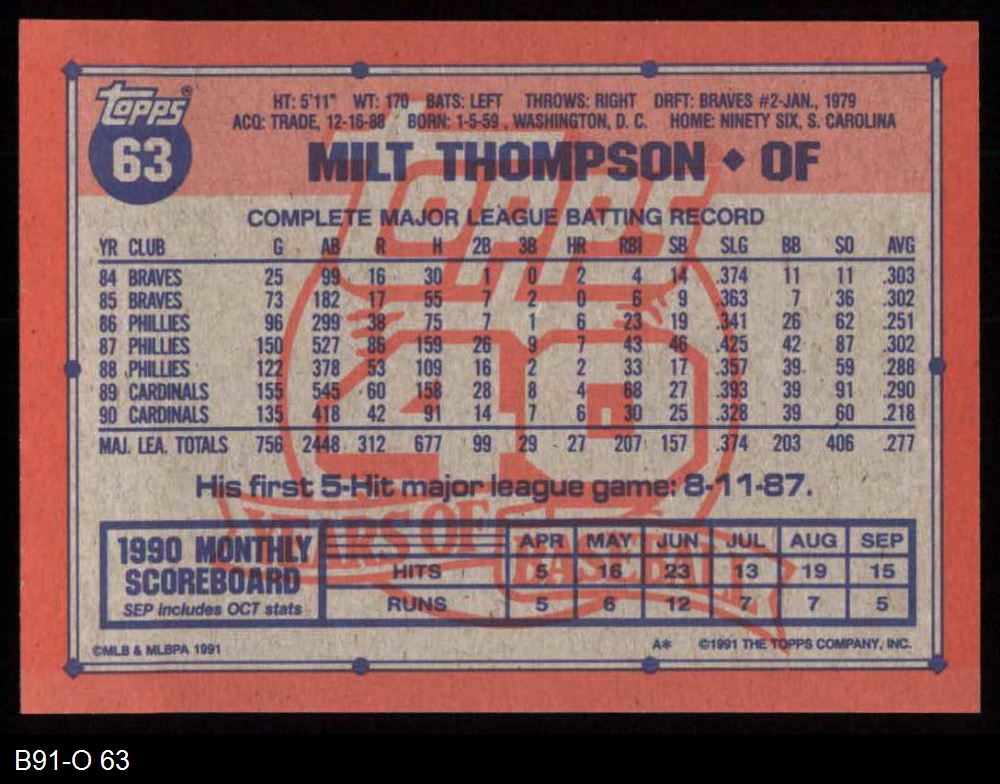 TOPPS®
63
HT: 5'11" WT: 170 BATS: LEFT THROWS: RIGHT DRFT: BRAVES #2-JAN., 1979
ACQ: TRADE, 12-16-88 BORN: 1-5-59, WASHINGTON, D. C. HOME: NINETY SIX, S. CAROLINA
MILT THOMPSON ◆ OF
COMPLETE MAJOR LEAGUE BATTING RECORD
YR CLUB G AB R H 2B 3B HR RBI SB SLG BB SO AVG
84 BRAVES 25 99 16 30 1 0 2 4 14 .374 11 11 .303
85 BRAVES 73 182 17 55 7 2 0 6 9 .363 7 36 .302
86 PHILLIES 96 299 38 75 7 1 6 23 19 .341 26 62 .251
87 PHILLIES 150 527 86 159 26 9 7 43 46 .425 42 87 .302
88 PHILLIES 122 378 53 109 16 2 2 33 17 .357 39 59 .288
89 CARDINALS 155 545 60 158 28 8 4 68 27 .393 39 91 .290
90 CARDINALS 135 418 42 91 14 7 6 30 25 .328 39 60 .218
MAJ. LEA. TOTALS 756 2448 312 677 99 29 27 207 157 .374 203 406 .277
TOPPS
40
YEARS OF
BASEBALL
His first 5-Hit major league game: 8-11-87.
1990 MONTHLY
SCOREBOARD
SEP includes OCT stats
APR MAY JUN JUL AUG SEP
HITS 5 16 23 13 19 15
RUNS 5 6 12 7 7 5
©MLB & MLBPA 1991 A* ©1991 THE TOPPS COMPANY, INC.
B91-O 63